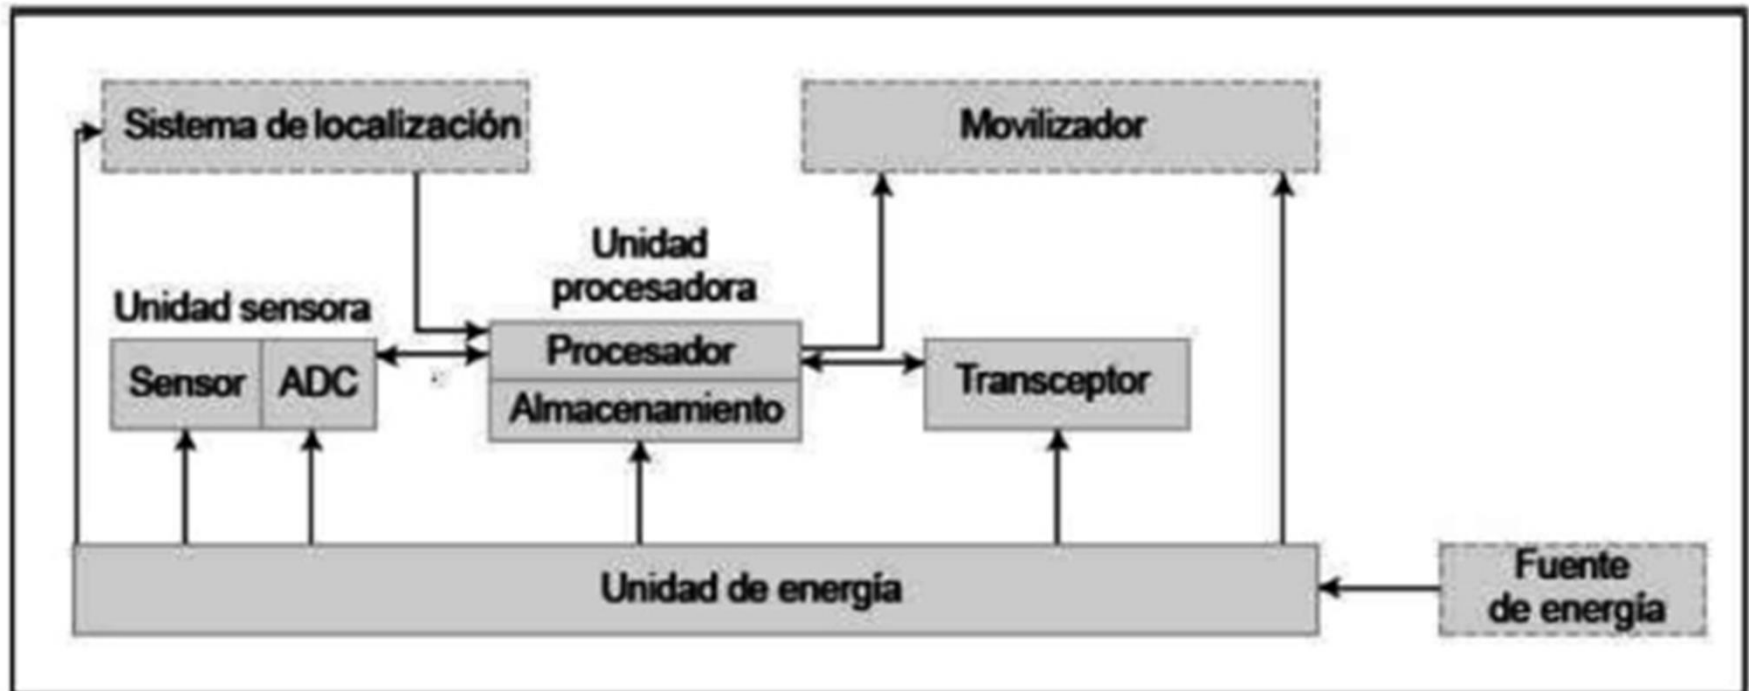 Sistema de localización
Movilizador
Unidad
procesadora
Unidad sensora
Procesador
Sensor
ADC
Transceptor
Almacenamiento
Unidad de energía
Fuente
de energía